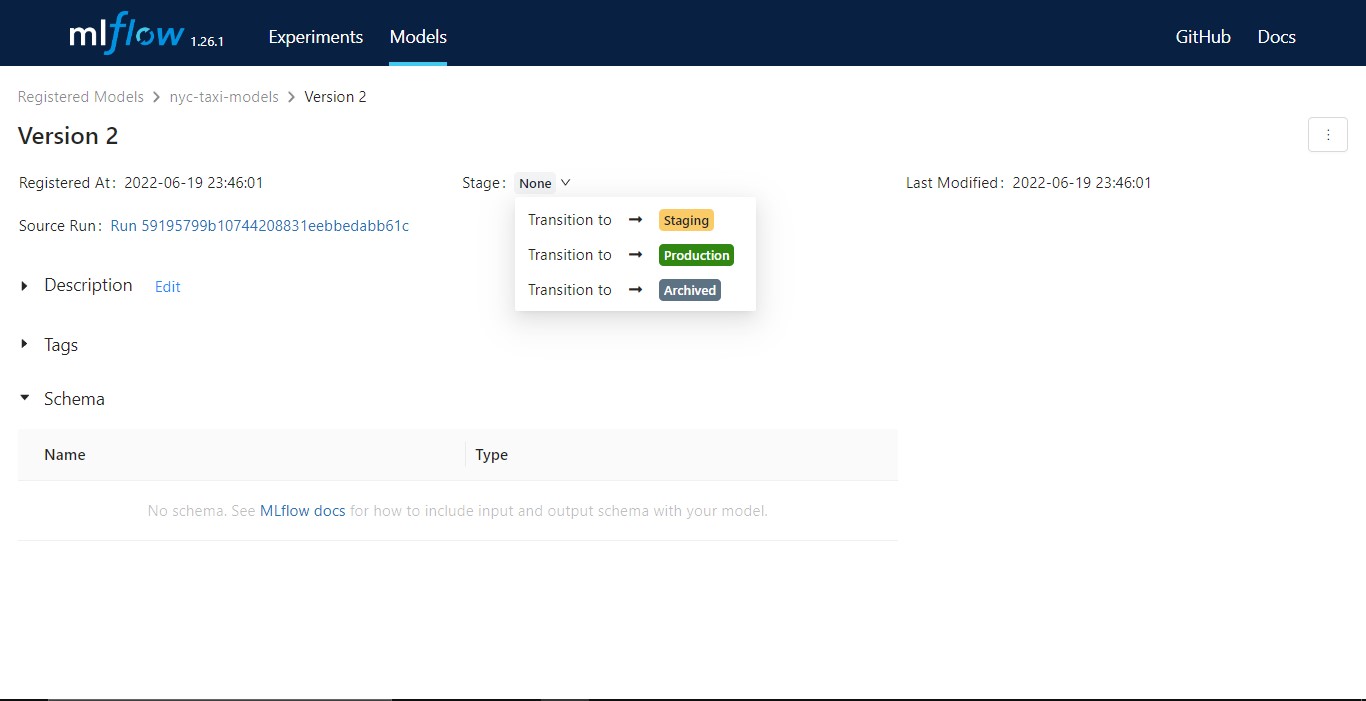 mlflow 1.26.1 Experiments Models GitHub Docs
Registered Models > nyc-taxi-models > Version 2
Version 2
Registered At: 2022-06-19 23:46:01 Stage: None Last Modified: 2022-06-19 23:46:01
Transition to → Staging
Source Run: Run 59195799b10744208831eebbedabb61c
Transition to → Production
Transition to → Archived
Description Edit
Tags
Schema
Name Type
No schema. See MLflow docs for how to include input and output schema with your model.